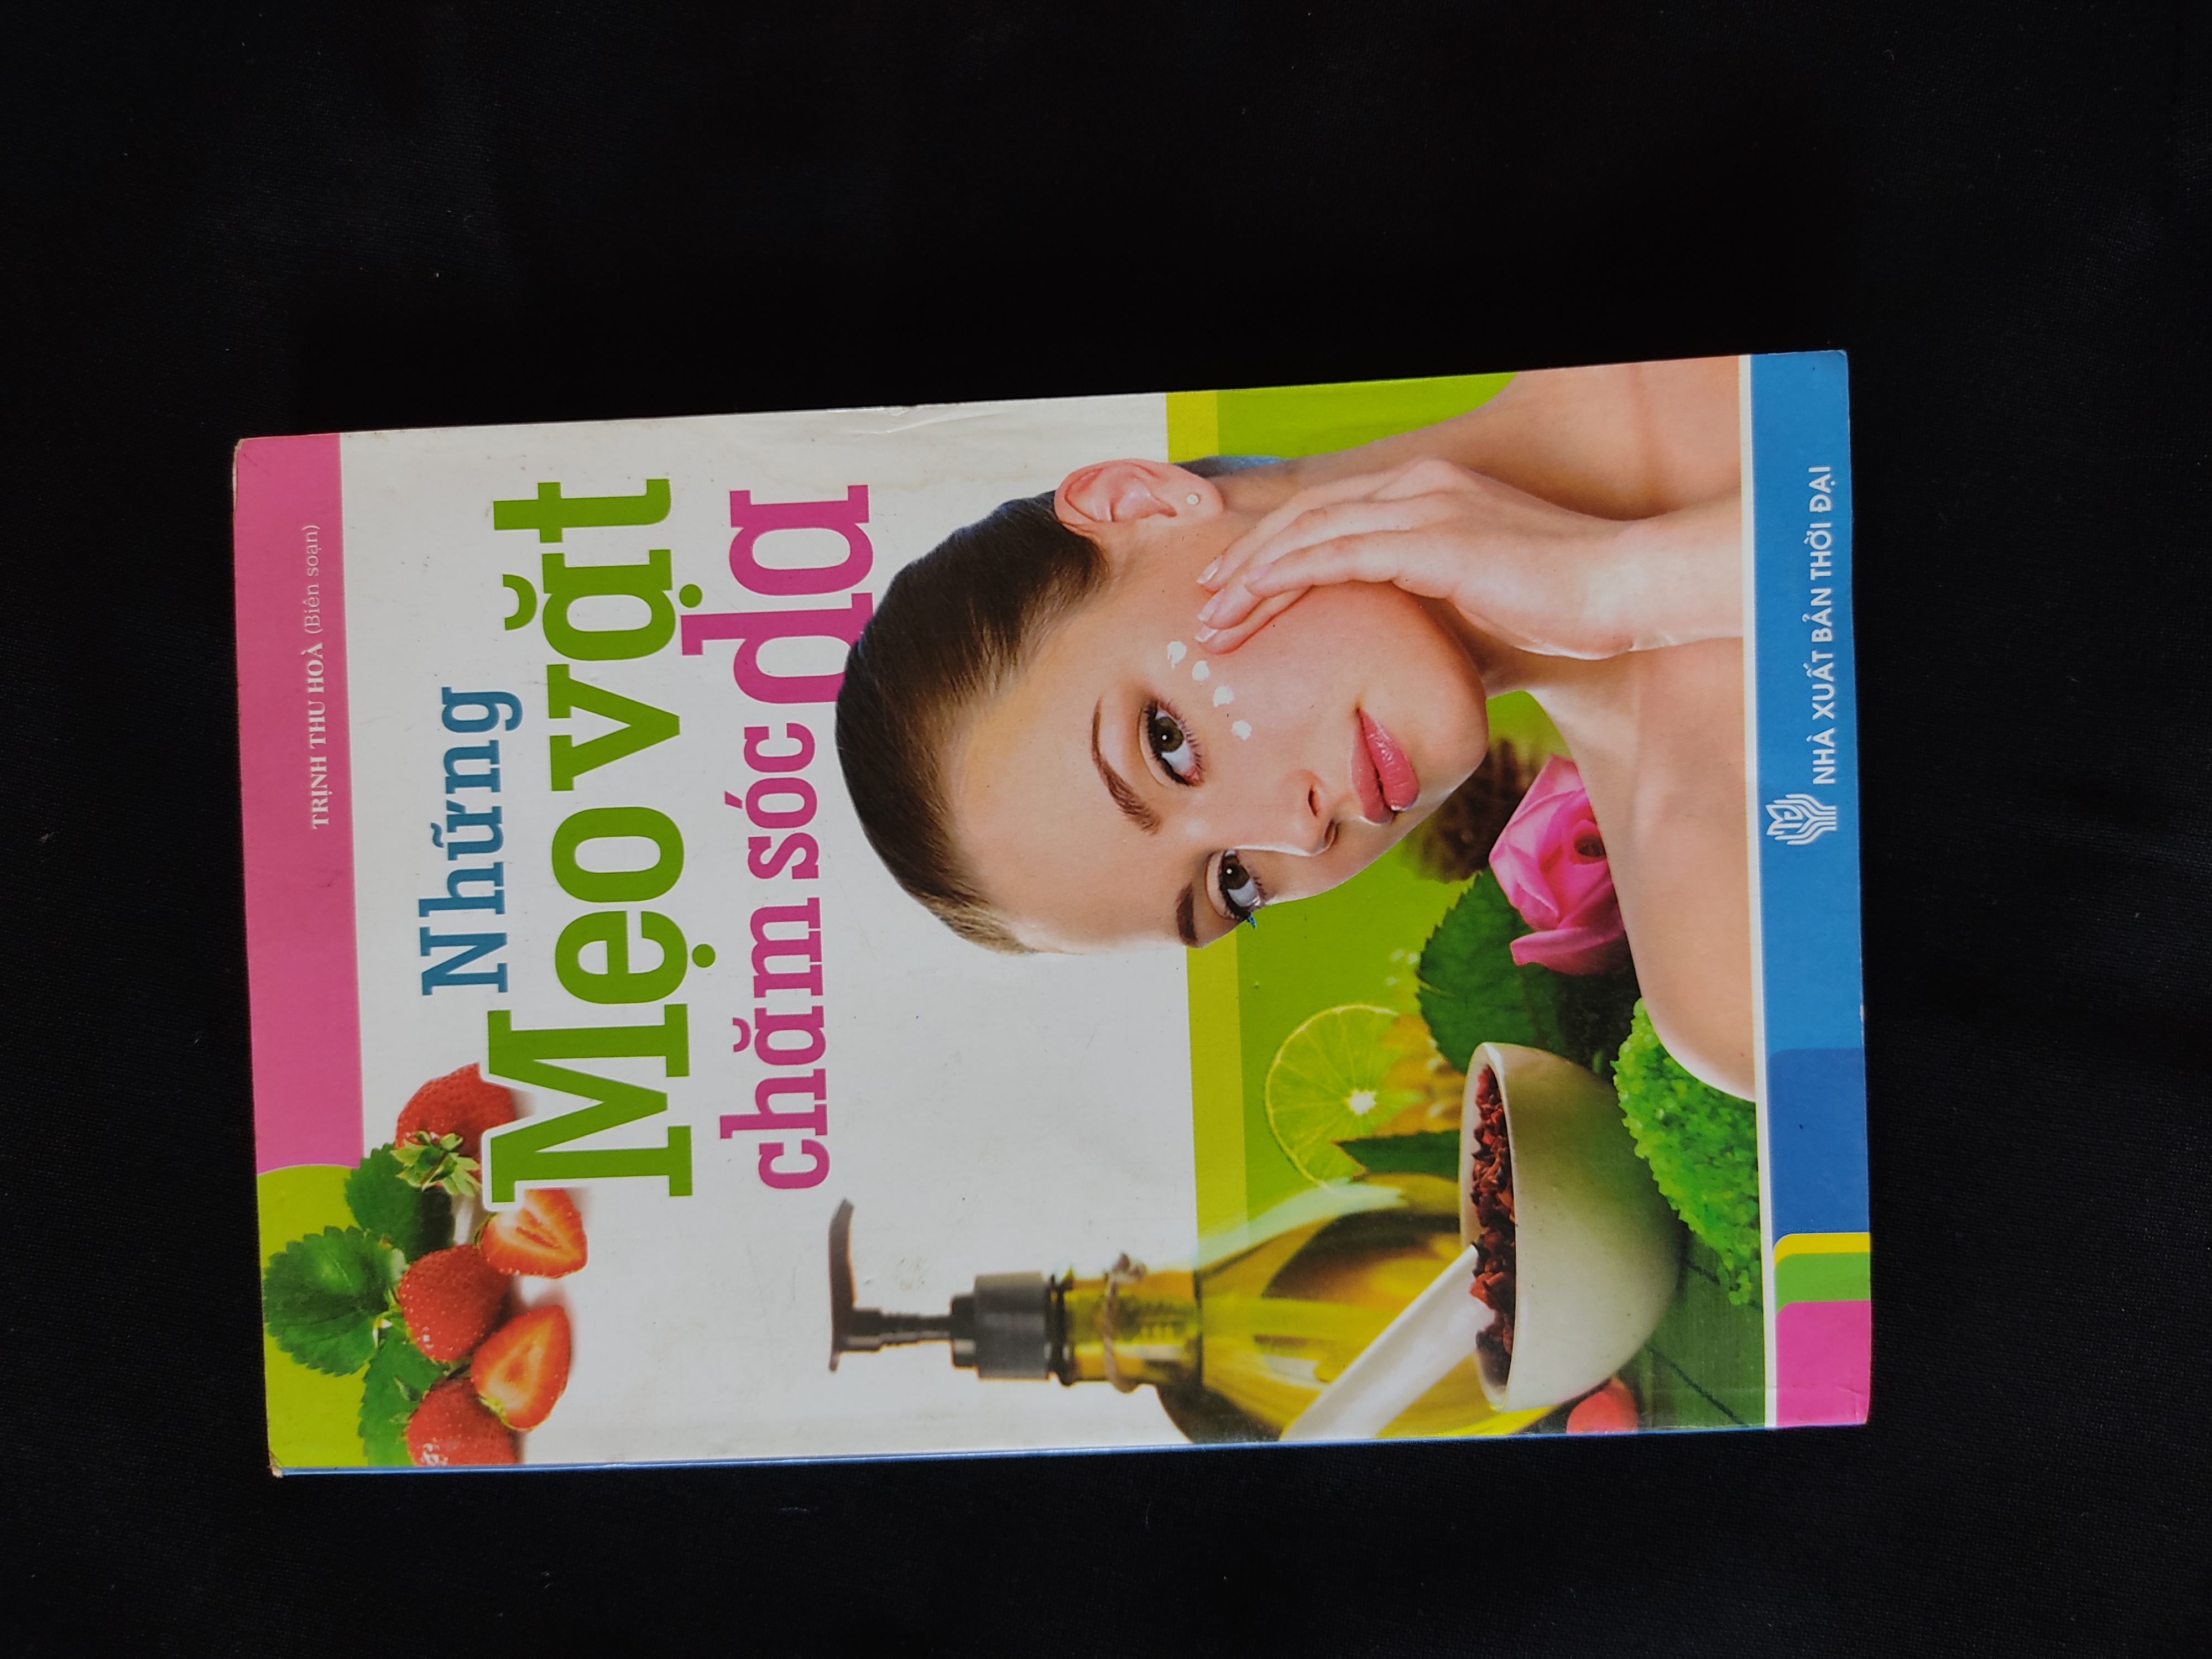 TRỊNH THU HOÀ (Biên soạn)
Những
Mẹo vặt
chăm sóc da
NHÀ XUẤT BẢN THỜI ĐẠI